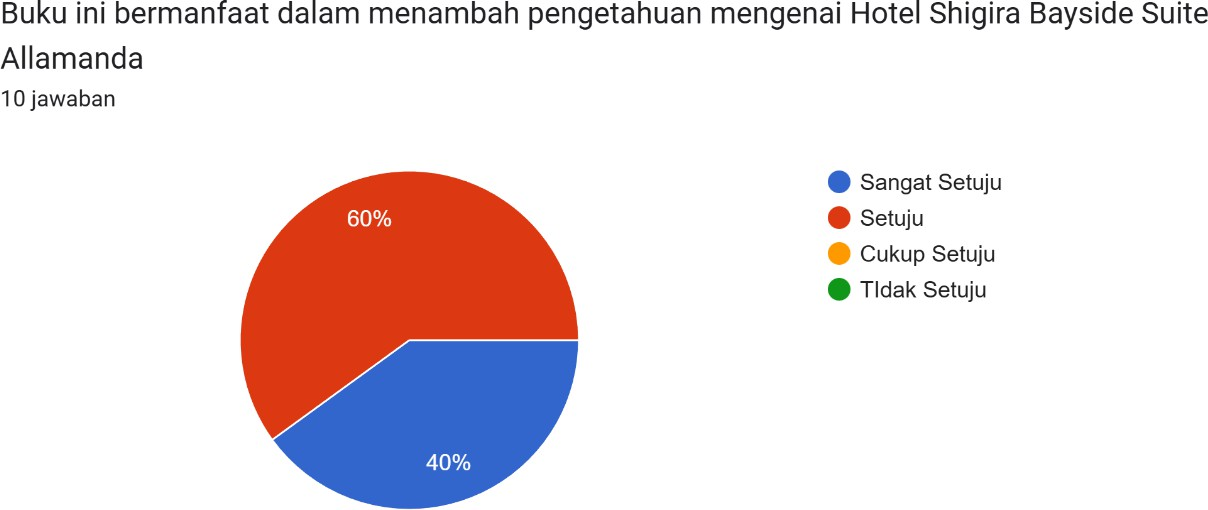 Buku ini bermanfaat dalam menambah pengetahuan mengenai Hotel Shigira Bayside Suite
Allamanda
10 jawaban
60%
40%
Sangat Setuju
Setuju
Cukup Setuju
TIdak Setuju